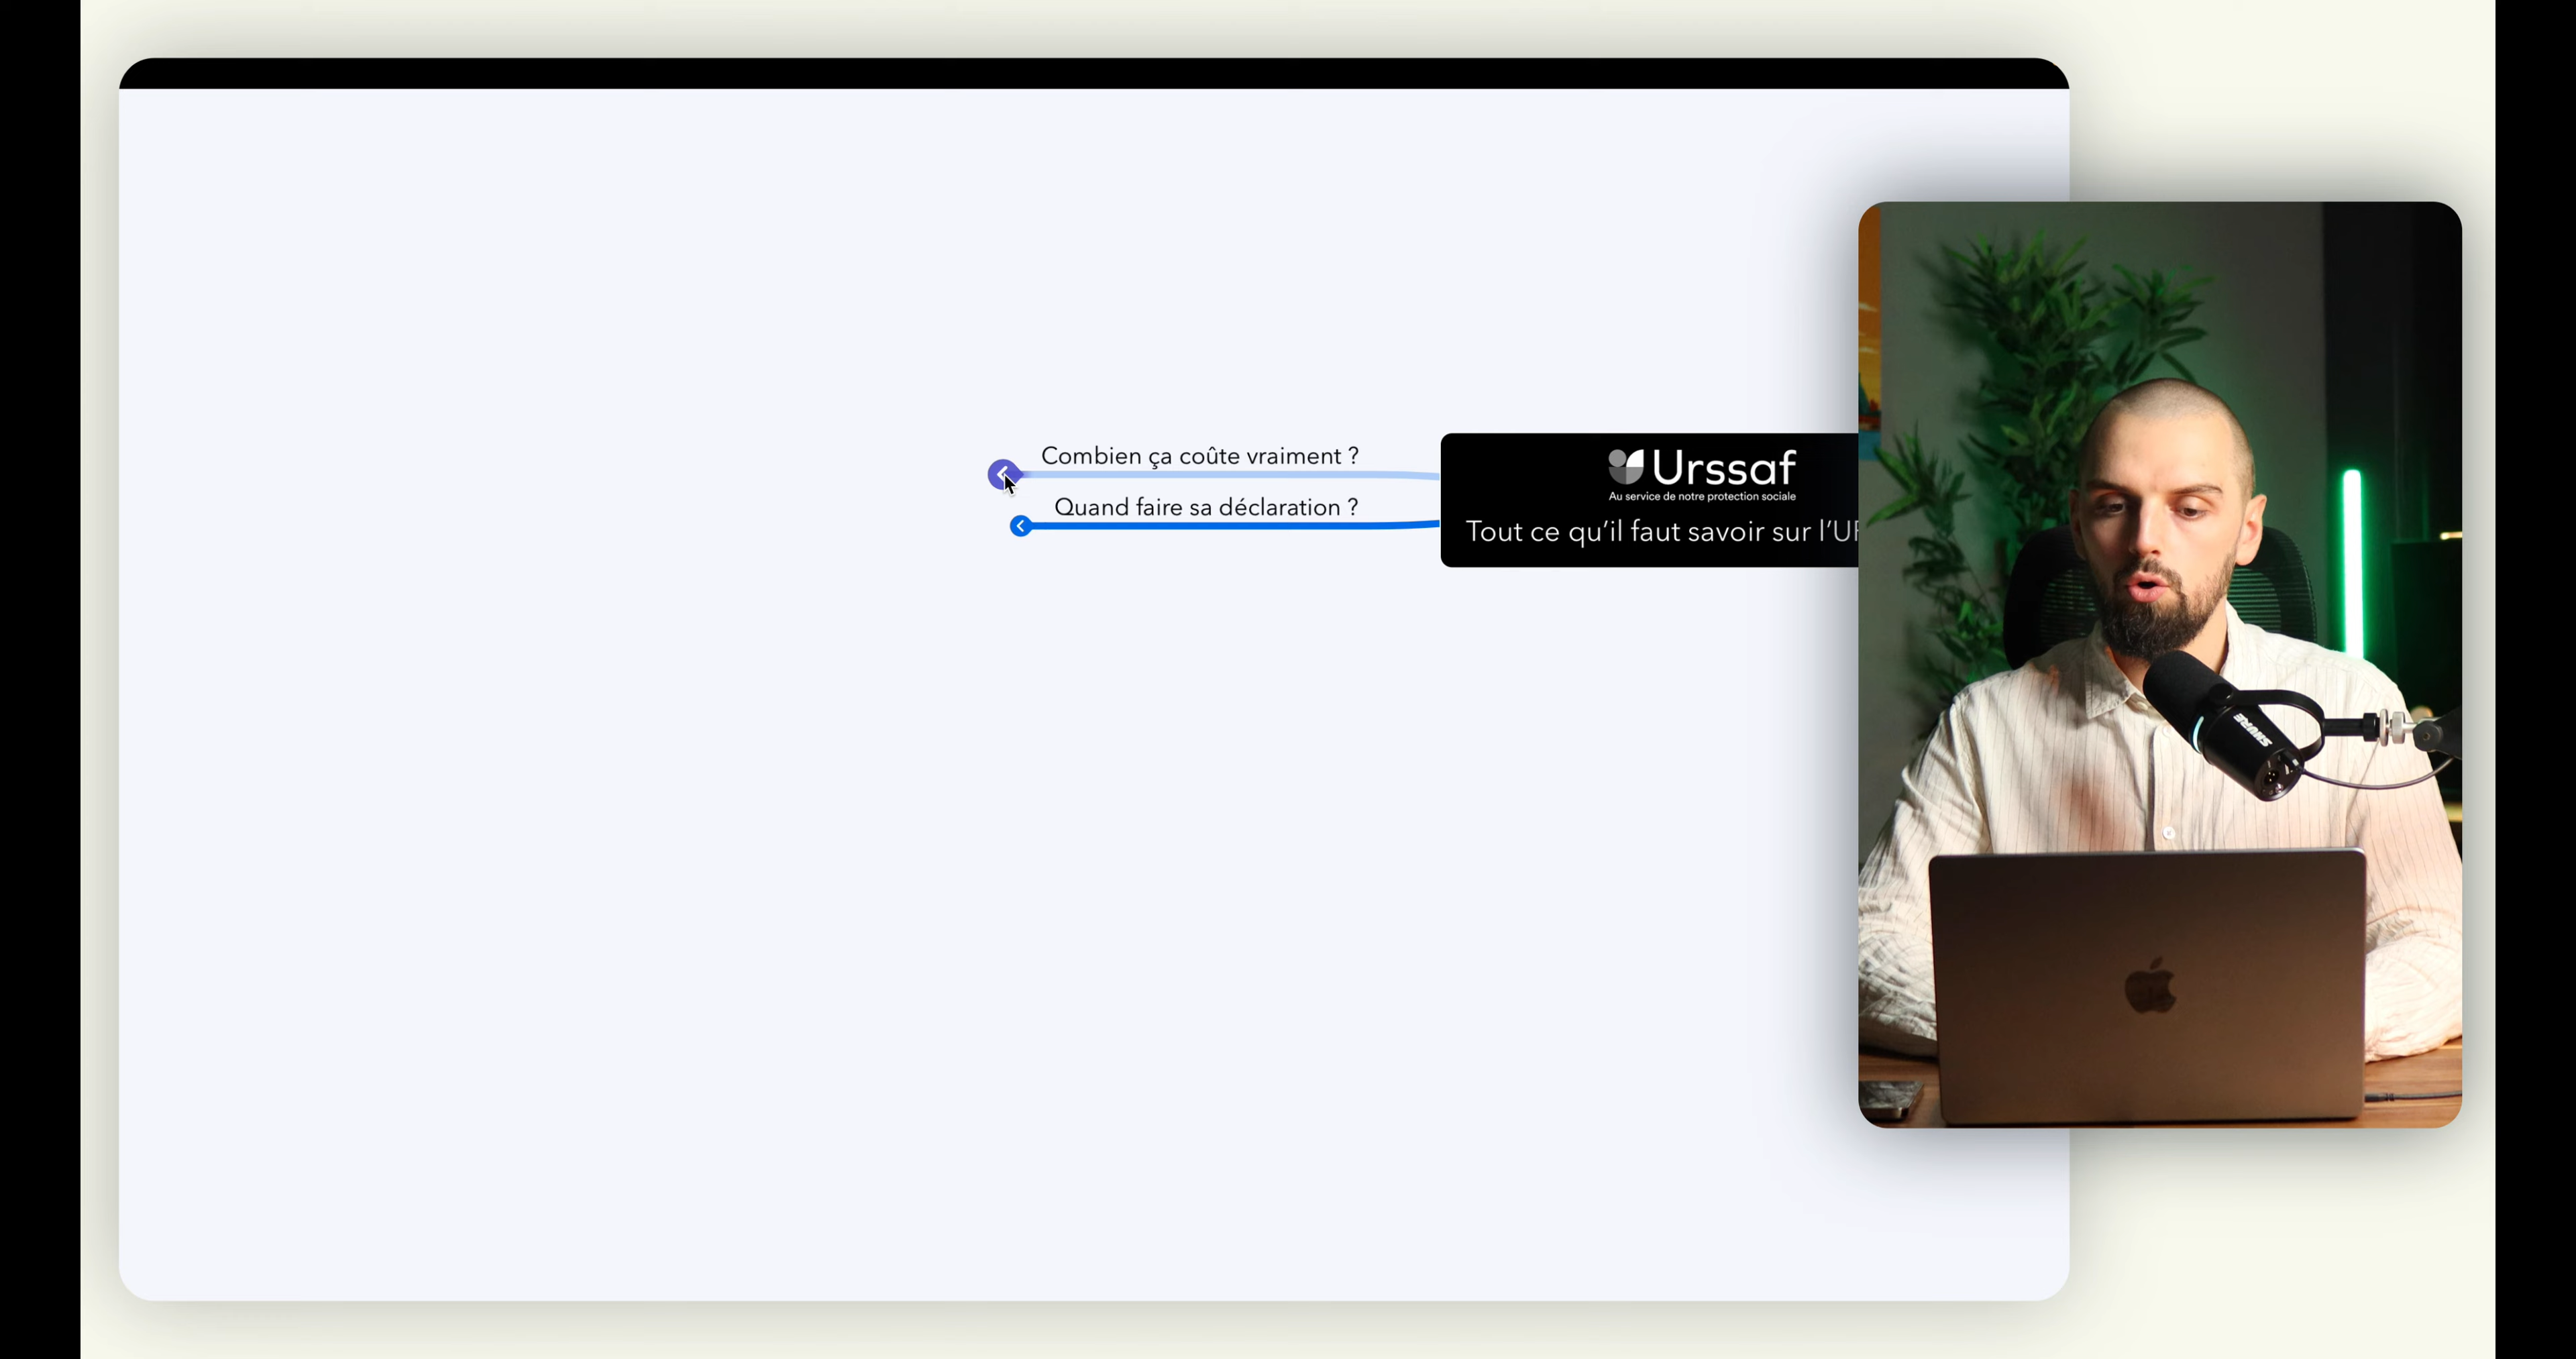 Combien ça coûte vraiment ?
Quand faire sa déclaration ?
Urssaf
Au service de notre protection sociale
Tout ce qu'il faut savoir sur l'
SHURE